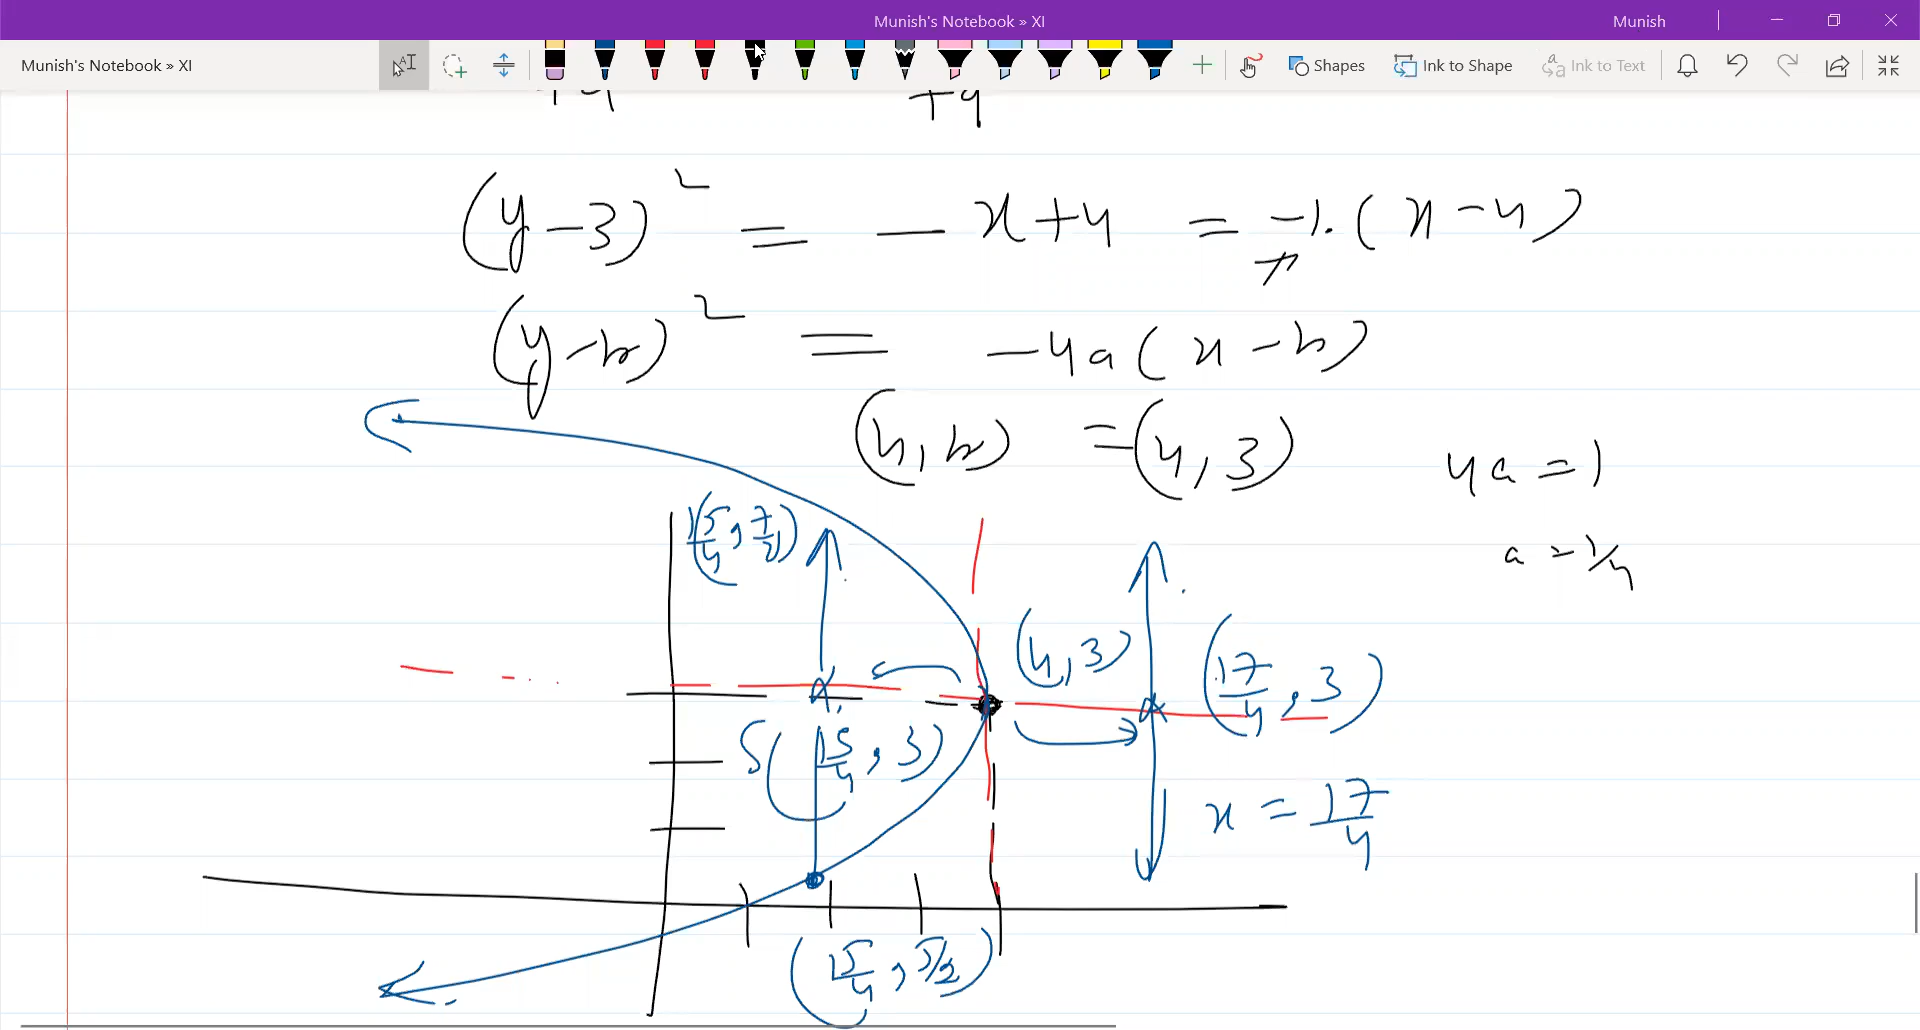 Munish's Notebook » XI
Munish
Munish's Notebook » XI
Shapes
Ink to Shape
Ink to Text
+9 +9
(y-3)² = -x+4 = -1.(x-4)
(y-k)² = -4a(x-h)
(h,k) = (4,3)
4a=1
a=1/4
(15/4, 7/2)
(4,3)
(17/4, 3)
S(15/4, 3)
x = 17/4
(15/4, 5/2)